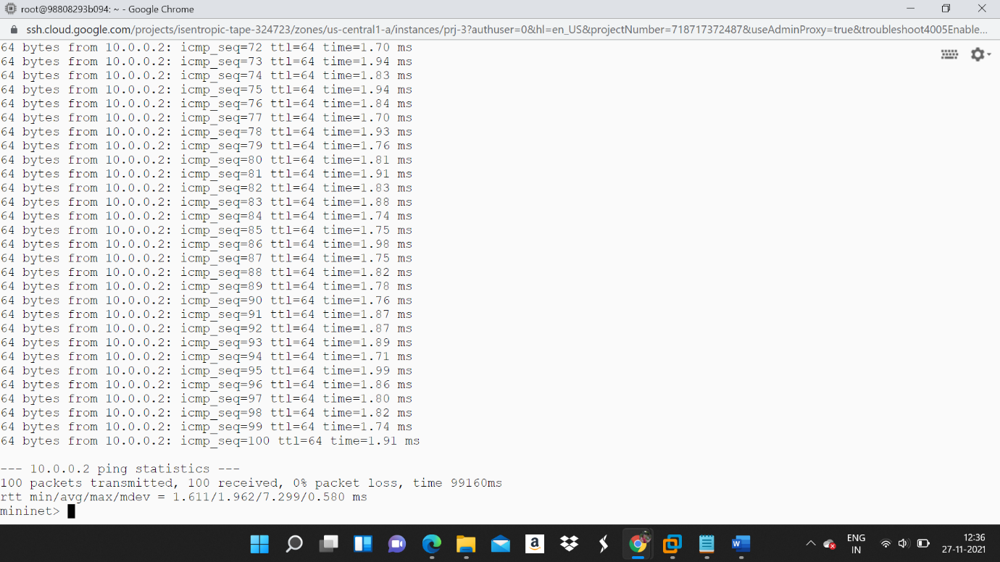 root@98808293b094: ~ - Google Chrome
ssh.cloud.google.com/projects/isentropic-tape-324723/zones/us-central1-a/instances/prj-3?authuser=0&hl=en_US&projectNumber=718717372487&useAdminProxy=true&troubleshoot4005Enable...
64 bytes from 10.0.0.2: icmp_seq=72 ttl=64 time=1.70 ms
64 bytes from 10.0.0.2: icmp_seq=73 ttl=64 time=1.94 ms
64 bytes from 10.0.0.2: icmp_seq=74 ttl=64 time=1.83 ms
64 bytes from 10.0.0.2: icmp_seq=75 ttl=64 time=1.94 ms
64 bytes from 10.0.0.2: icmp_seq=76 ttl=64 time=1.84 ms
64 bytes from 10.0.0.2: icmp_seq=77 ttl=64 time=1.70 ms
64 bytes from 10.0.0.2: icmp_seq=78 ttl=64 time=1.93 ms
64 bytes from 10.0.0.2: icmp_seq=79 ttl=64 time=1.76 ms
64 bytes from 10.0.0.2: icmp_seq=80 ttl=64 time=1.81 ms
64 bytes from 10.0.0.2: icmp_seq=81 ttl=64 time=1.91 ms
64 bytes from 10.0.0.2: icmp_seq=82 ttl=64 time=1.83 ms
64 bytes from 10.0.0.2: icmp_seq=83 ttl=64 time=1.88 ms
64 bytes from 10.0.0.2: icmp_seq=84 ttl=64 time=1.74 ms
64 bytes from 10.0.0.2: icmp_seq=85 ttl=64 time=1.75 ms
64 bytes from 10.0.0.2: icmp_seq=86 ttl=64 time=1.98 ms
64 bytes from 10.0.0.2: icmp_seq=87 ttl=64 time=1.75 ms
64 bytes from 10.0.0.2: icmp_seq=88 ttl=64 time=1.82 ms
64 bytes from 10.0.0.2: icmp_seq=89 ttl=64 time=1.78 ms
64 bytes from 10.0.0.2: icmp_seq=90 ttl=64 time=1.76 ms
64 bytes from 10.0.0.2: icmp_seq=91 ttl=64 time=1.87 ms
64 bytes from 10.0.0.2: icmp_seq=92 ttl=64 time=1.87 ms
64 bytes from 10.0.0.2: icmp_seq=93 ttl=64 time=1.89 ms
64 bytes from 10.0.0.2: icmp_seq=94 ttl=64 time=1.71 ms
64 bytes from 10.0.0.2: icmp_seq=95 ttl=64 time=1.99 ms
64 bytes from 10.0.0.2: icmp_seq=96 ttl=64 time=1.86 ms
64 bytes from 10.0.0.2: icmp_seq=97 ttl=64 time=1.80 ms
64 bytes from 10.0.0.2: icmp_seq=98 ttl=64 time=1.82 ms
64 bytes from 10.0.0.2: icmp_seq=99 ttl=64 time=1.74 ms
64 bytes from 10.0.0.2: icmp_seq=100 ttl=64 time=1.91 ms
--- 10.0.0.2 ping statistics ---
100 packets transmitted, 100 received, 0% packet loss, time 99160ms
rtt min/avg/max/mdev = 1.611/1.962/7.299/0.580 ms
mininet>
ENG
IN
12:36
27-11-2021